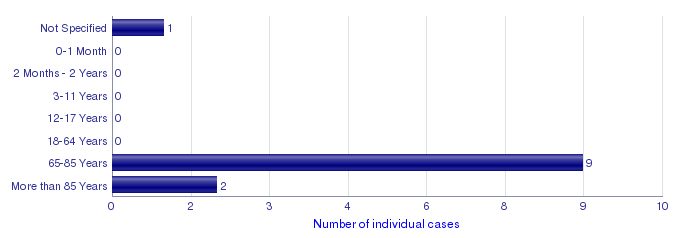 Not Specified 1
0-1 Month 0
2 Months - 2 Years 0
3-11 Years 0
12-17 Years 0
18-64 Years 0
65-85 Years 9
More than 85 Years 2
0 2 3 4 6 8 9 10
Number of individual cases